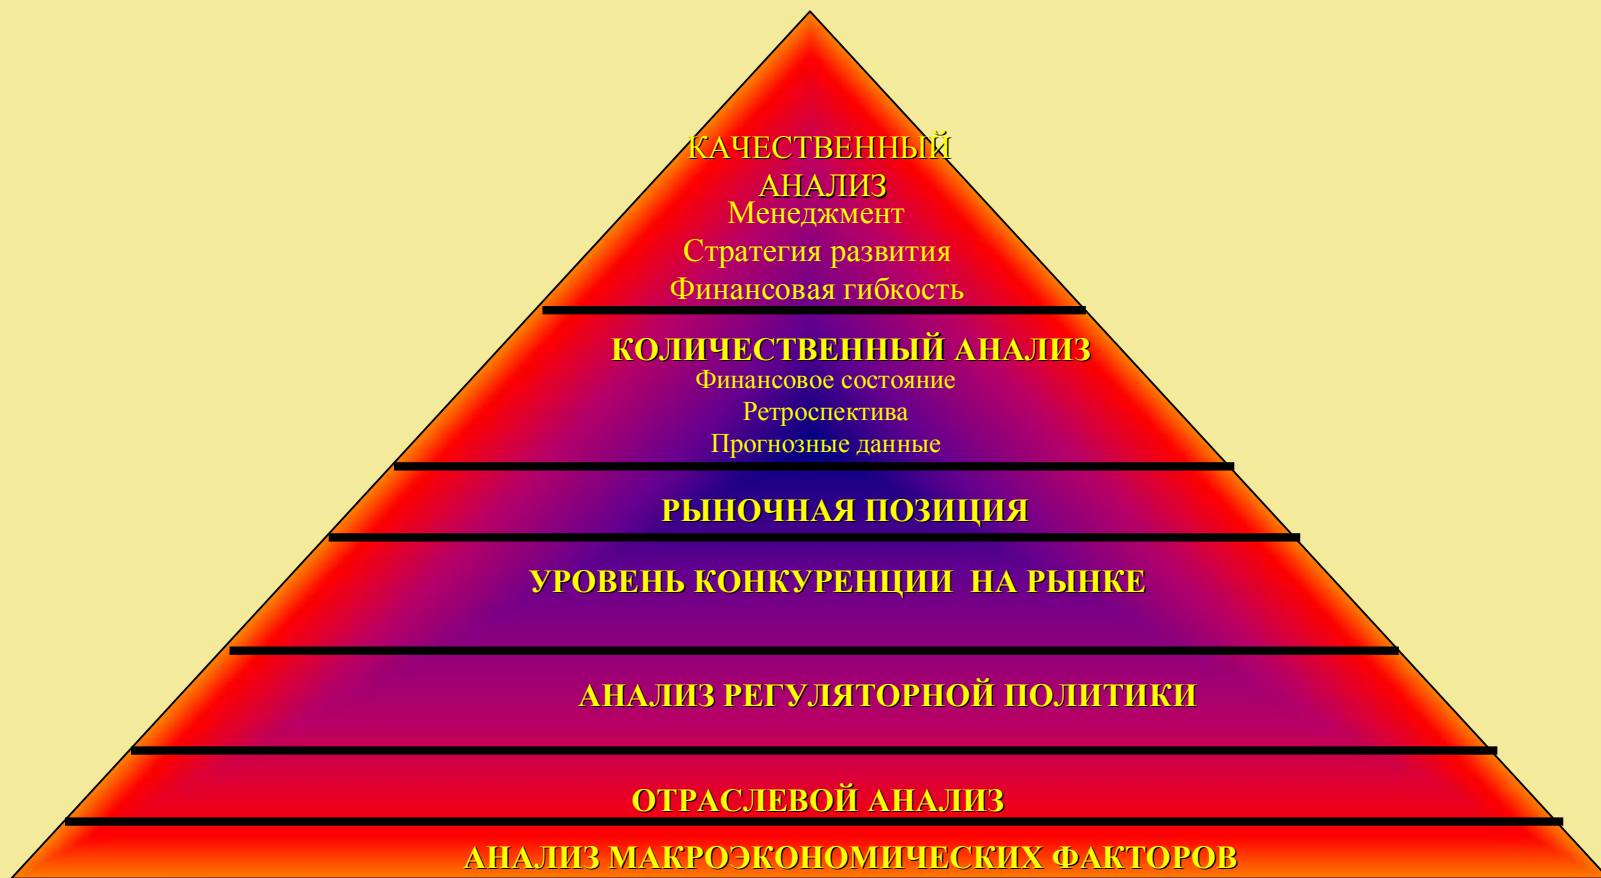 КАЧЕСТВЕННЫЙ
АНАЛИЗ
Менеджмент
Стратегия развития
Финансовая гибкость
КОЛИЧЕСТВЕННЫЙ АНАЛИЗ
Финансовое состояние
Ретроспектива
Прогнозные данные
РЫНОЧНАЯ ПОЗИЦИЯ
УРОВЕНЬ КОНКУРЕНЦИИ НА РЫНКЕ
АНАЛИЗ РЕГУЛЯТОРНОЙ ПОЛИТИКИ
ОТРАСЛЕВОЙ АНАЛИЗ
АНАЛИЗ МАКРОЭКОНОМИЧЕСКИХ ФАКТОРОВ